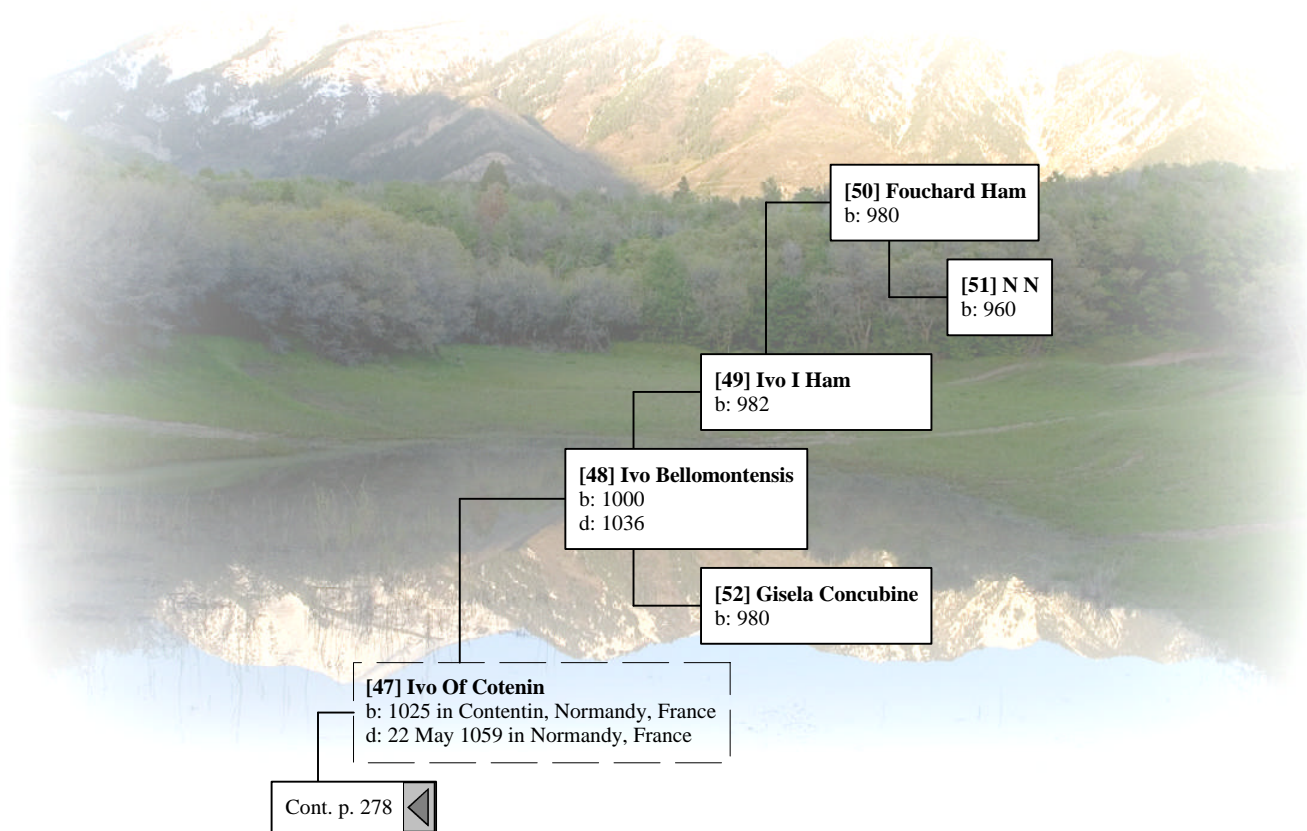 [50] Fouchard Ham
b: 980
[51] N N
b: 960
[49] Ivo I Ham
b: 982
[48] Ivo Bellomontensis
b: 1000
d: 1036
[52] Gisela Concubine
b: 980
[47] Ivo Of Cotenin
b: 1025 in Contentin, Normandy, France
d: 22 May 1059 in Normandy, France
Cont. p. 278